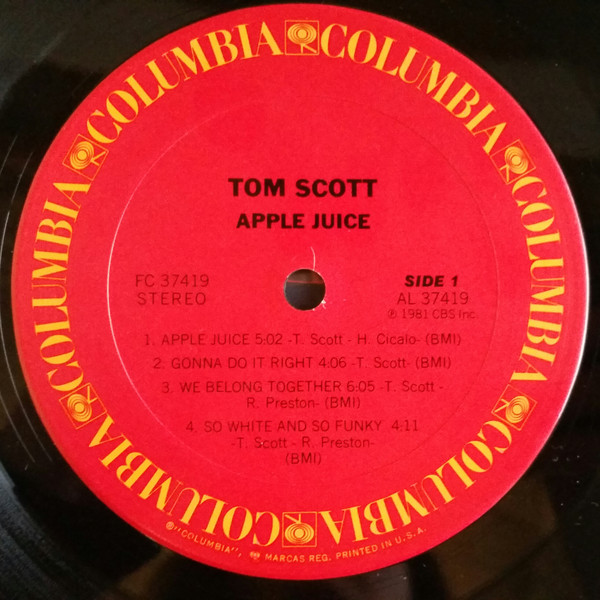 COLUMBIA COLUMBIA COLUMBIA COLUMBIA COLUMBIA COLUMBIA COLUMBIA
TOM SCOTT
APPLE JUICE
FC 37419
STEREO
SIDE 1
AL 37419
℗ 1981 CBS Inc.
1. APPLE JUICE 5:02 -T. Scott - H. Cicalo- (BMI)
2. GONNA DO IT RIGHT 4:06 -T. Scott- (BMI)
3. WE BELONG TOGETHER 6:05 -T. Scott -
R. Preston- (BMI)
4. SO WHITE AND SO FUNKY 4:11
-T. Scott - R. Preston-
(BMI)
®"COLUMBIA", MARCAS REG. PRINTED IN U.S.A.